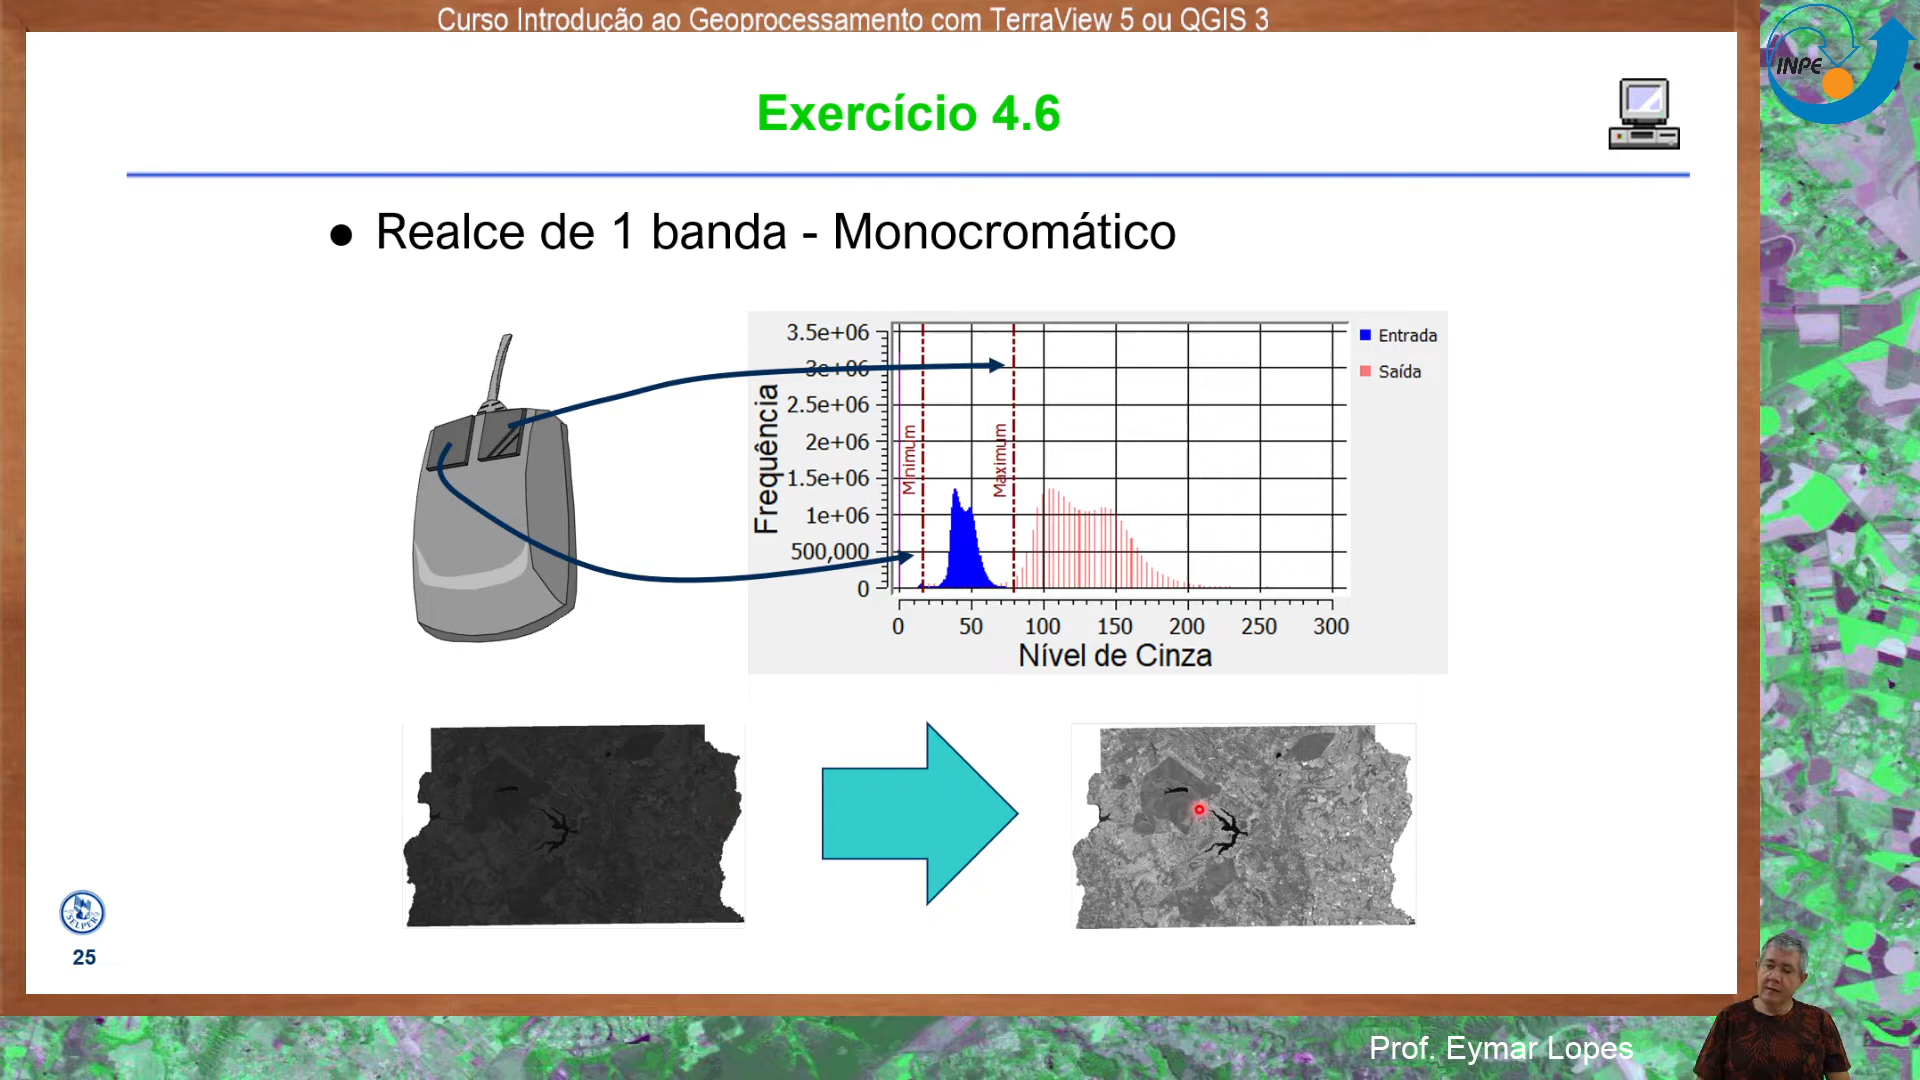 Curso Introdução ao Geoprocessamento com TerraView 5 ou QGIS 3
INPE
Exercício 4.6
● Realce de 1 banda - Monocromático
3.5e+06
3e+06
2.5e+06
2e+06
1.5e+06
1e+06
500,000
0
Frequência
Minimum
Maximum
Entrada
Saída
0 50 100 150 200 250 300
Nível de Cinza
SELPER
25
Prof. Eymar Lopes